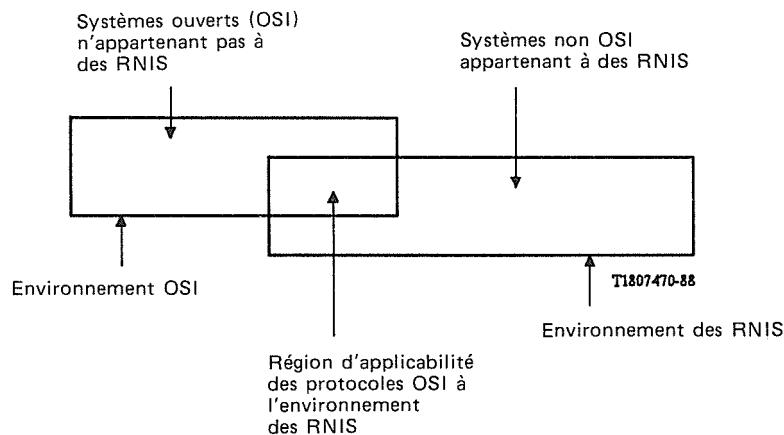 Systèmes ouverts (OSI)
n'appartenant pas à
des RNIS
Systèmes non OSI
appartenant à des RNIS
Environnement OSI
T1807470-88
Environnement des RNIS
Région d'applicabilité
des protocoles OSI à
l'environnement
des RNIS